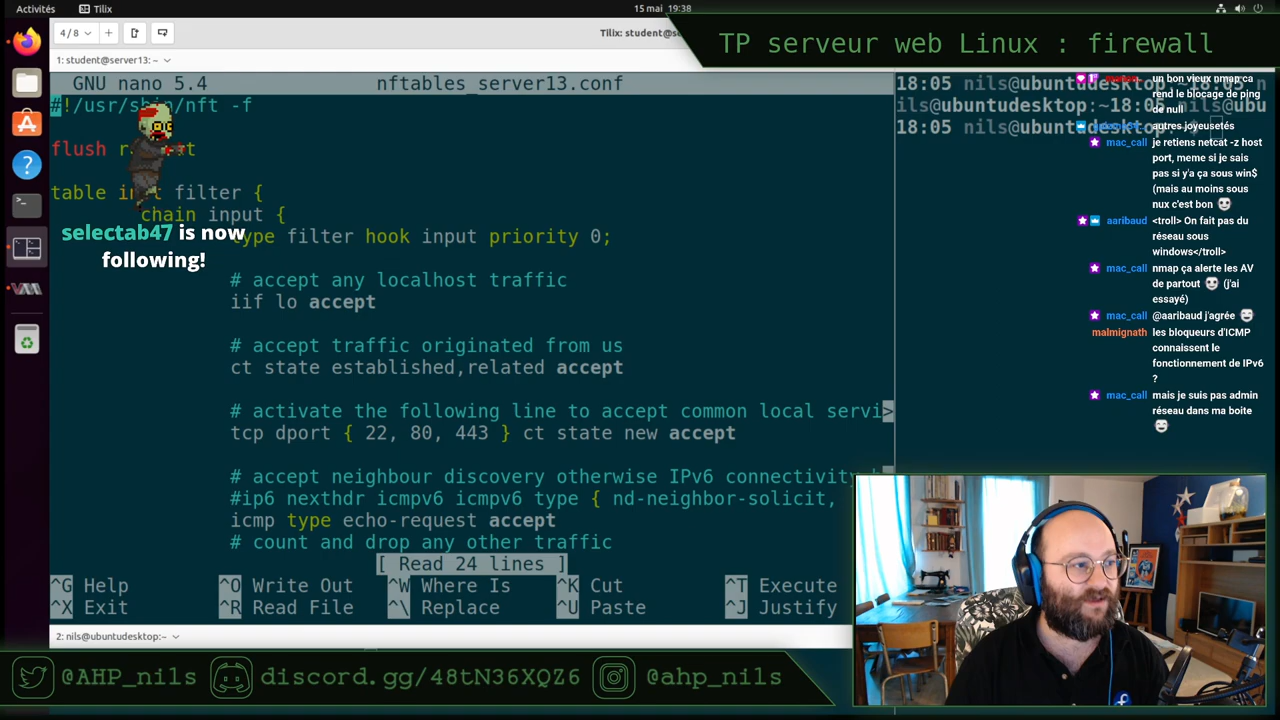 Activités
Tilix
15 mai 19:38
4/8
Tilix: student@se
TP serveur web Linux : firewall
1: student@server13: ~
GNU nano 5.4
nftables_server13.conf
#!/usr/sbin/nft -f
flush
table filter {
chain input {
type filter hook input priority 0;
# accept any localhost traffic
iif lo accept
# accept traffic originated from us
ct state established,related accept
# activate the following line to accept common local servi>
tcp dport { 22, 80, 443 } ct state new accept
# accept neighbour discovery otherwise IPv6 connectivity
#ip6 nexthdr icmpv6 icmpv6 type { nd-neighbor-solicit,
icmp type echo-request accept
# count and drop any other traffic
[ Read 24 lines ]
^G Help
^O Write Out
^W Where Is
^K Cut
^T Execute
^X Exit
^R Read File
^\ Replace
^U Paste
^J Justify
selectab47 is now
following!
18:05 nils@ubuntudesktop:~18:05 n
ils@ubuntudesktop:~18:05 nils@ubu
18:05 nils@ubuntudesktop:~
un bon vieux nmap ca
rend le blocage de ping
de null
autres joyeusetés
mac_call je retiens netcat -z host
port, meme si je sais
pas si y'a ça sous win$
(mais au moins sous
nux c'est bon
aaribaud <troll> On fait pas du
réseau sous
windows</troll>
mac_call nmap ça alerte les AV
de partout (j'ai
essayé)
mac_call @aaribaud j'agrée
malmignath les bloqueurs d'ICMP
connaissent le
fonctionnement de IPv6
?
mac_call mais je suis pas admin
réseau dans ma boite
2: nils@ubuntudesktop:~
@AHP_nils
discord.gg/48tN36XQZ6
@ahp_nils